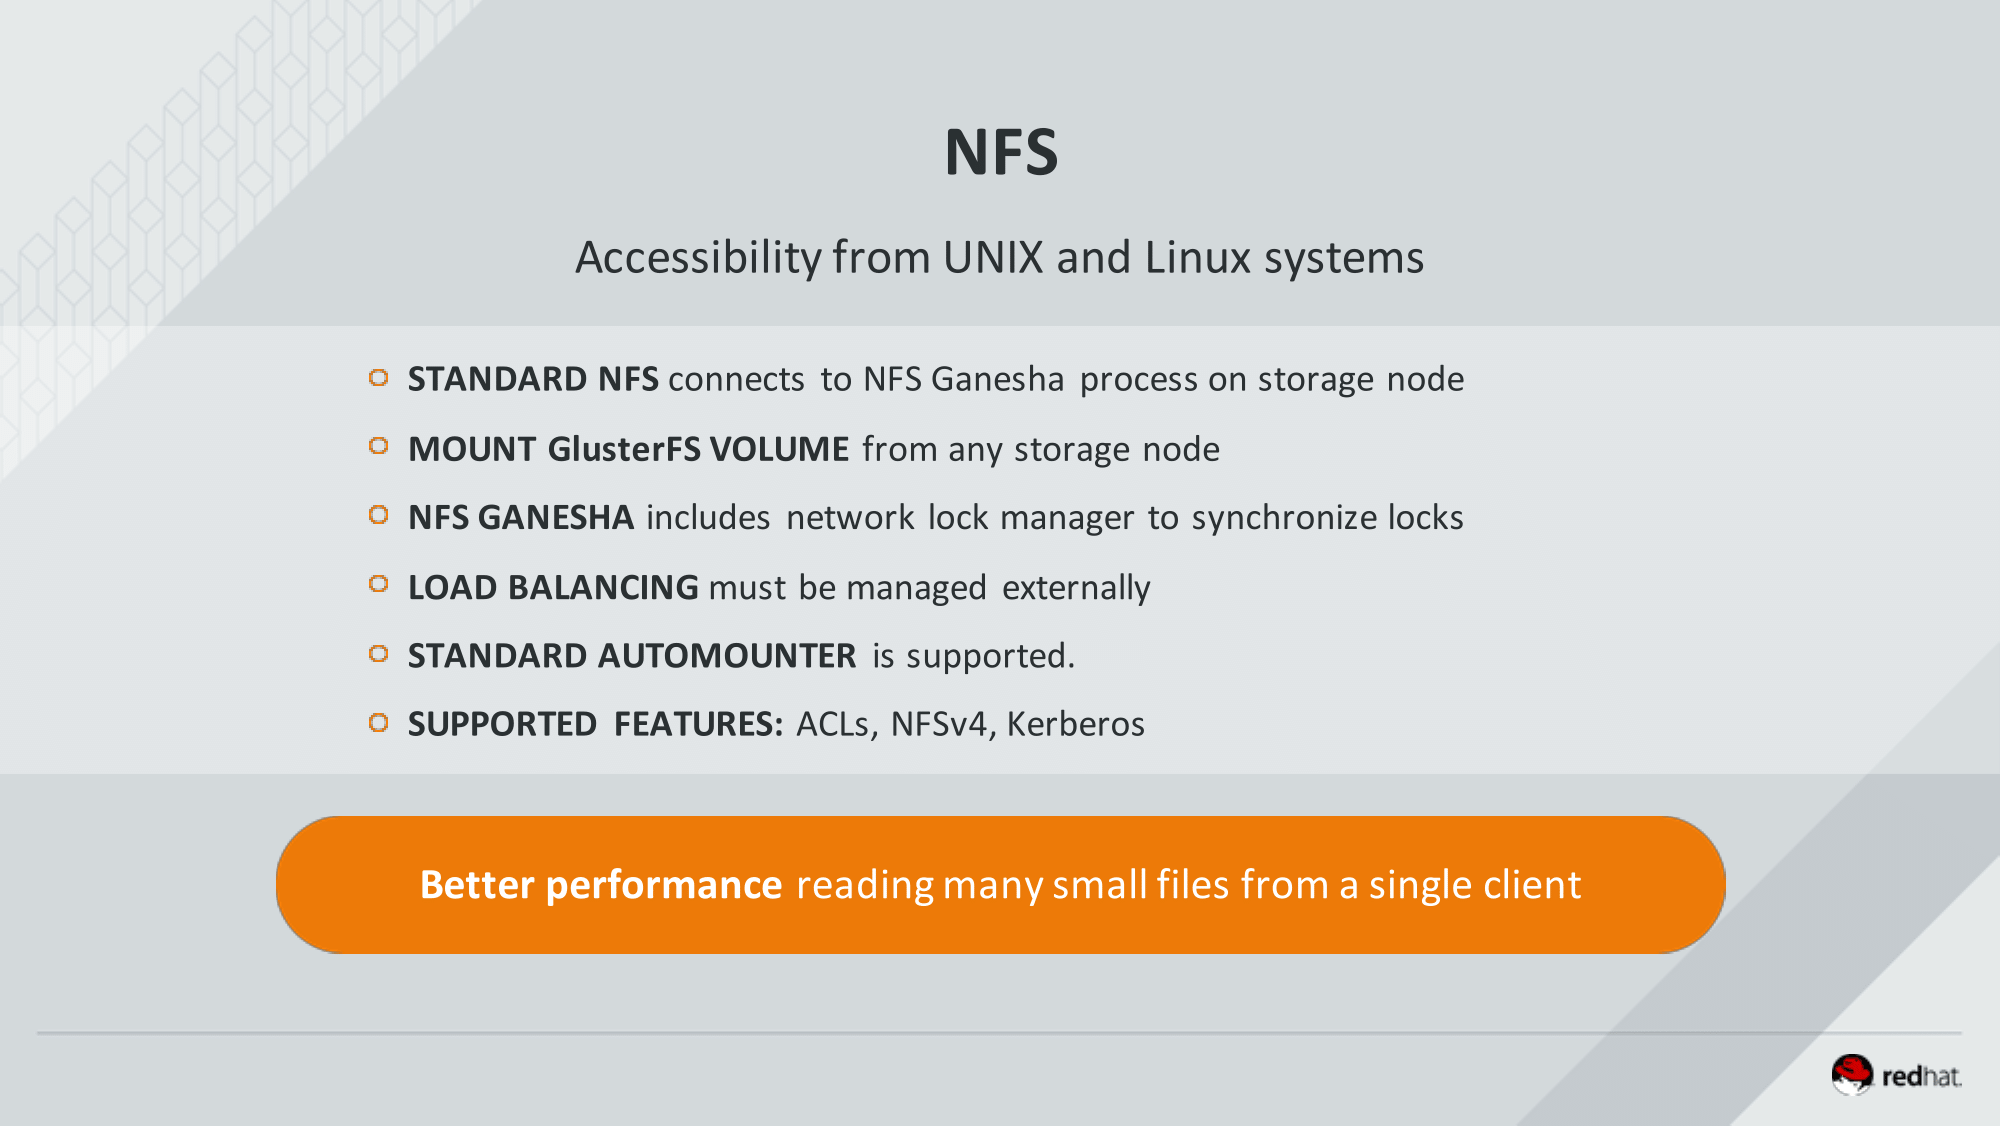 NFS
Accessibility from UNIX and Linux systems
STANDARD NFS connects to NFS Ganesha process on storage node
MOUNT GlusterFS VOLUME from any storage node
NFS GANESHA includes network lock manager to synchronize locks
LOAD BALANCING must be managed externally
STANDARD AUTOMOUNTER is supported.
SUPPORTED FEATURES: ACLs, NFSv4, Kerberos
Better performance reading many small files from a single client
redhat.